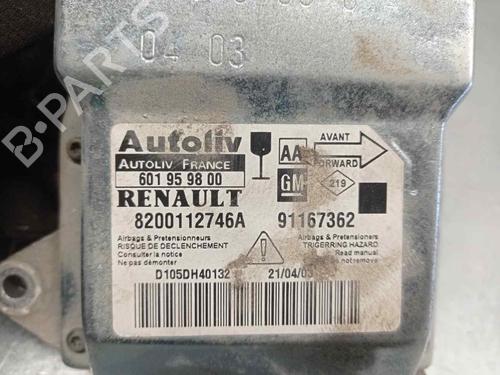 04 03
B-PARTS
Autoliv
AUTOLIV FRANCE
601 95 98 00
RENAULT
8200112746A
AA
AVANT
FORWARD
GM
219
91167362
Airbags & Pretensionneurs
RISQUE DE DECLENCHEMENT
Consulter la notice
Ne pas démonter
Airbags & Pretensioners
TRIGERRING HAZARD
Read manual
not remove
D105DH40132
21/04/03